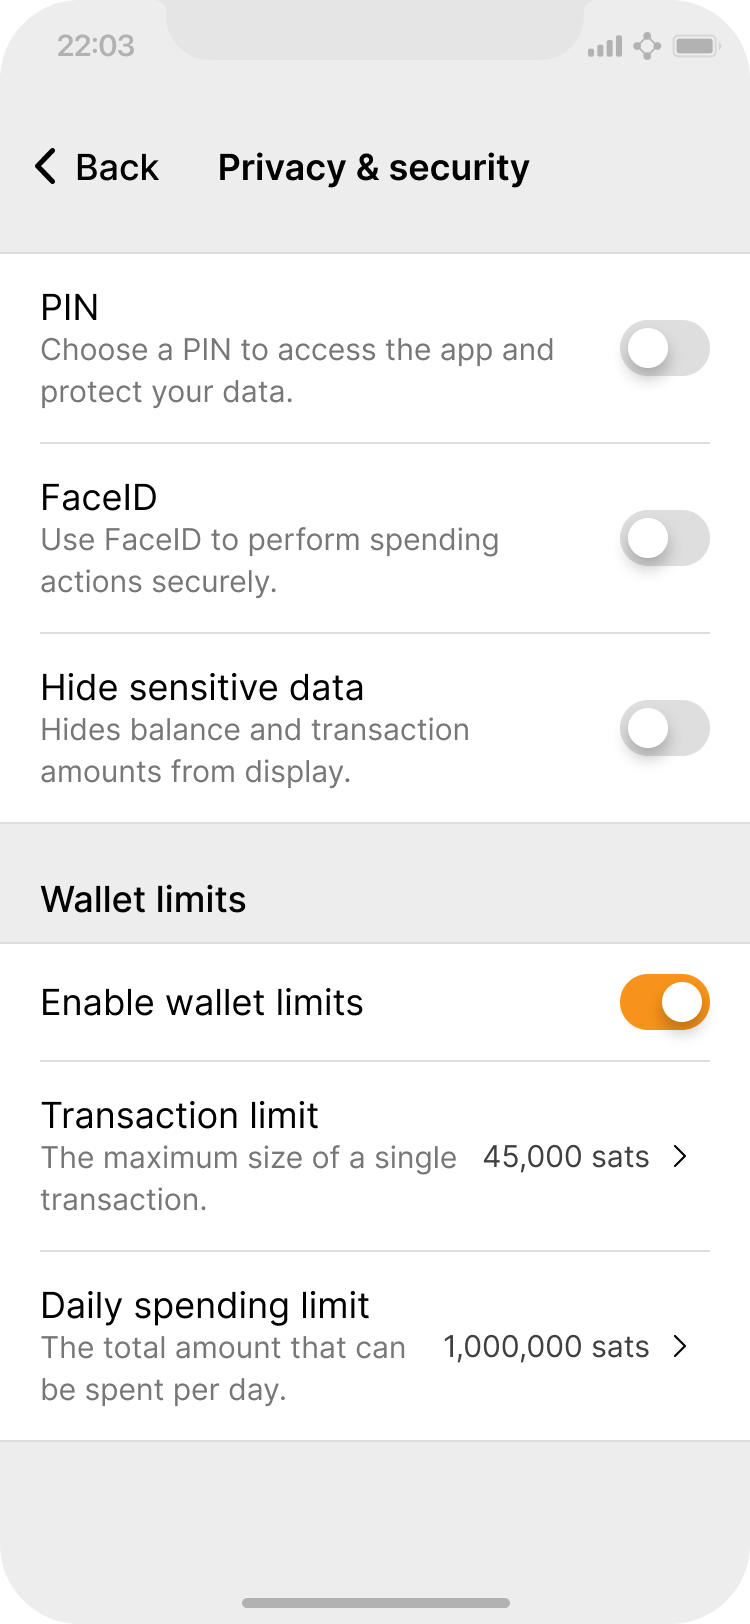 22:03
Back
Privacy & security
PIN
Choose a PIN to access the app and
protect your data.
FaceID
Use FaceID to perform spending
actions securely.
Hide sensitive data
Hides balance and transaction
amounts from display.
Wallet limits
Enable wallet limits
Transaction limit
The maximum size of a single
transaction.
45,000 sats
Daily spending limit
The total amount that can
be spent per day.
1,000,000 sats